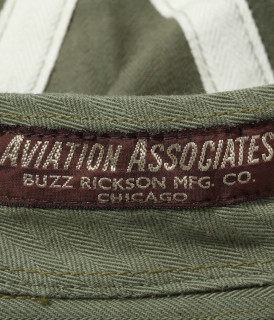 AVIATION ASSOCIATES
BUZZ RICKSON MFG. CO.
CHICAGO